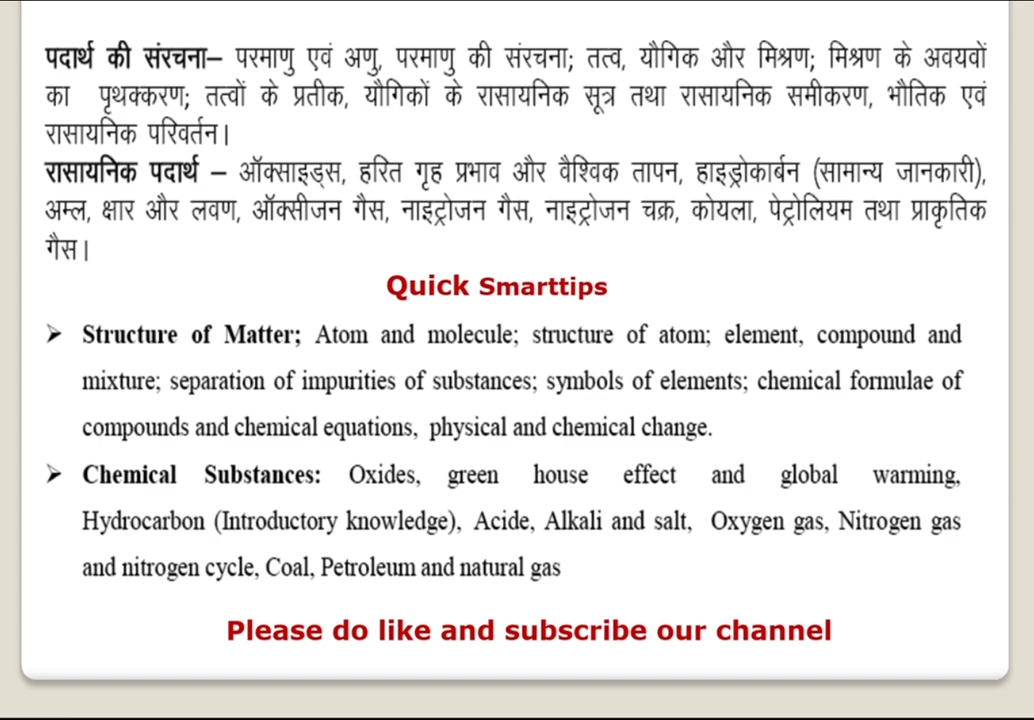 पदार्थ की संरचना– परमाणु एवं अणु, परमाणु की संरचना; तत्व, यौगिक और मिश्रण; मिश्रण के अवयवों
का पृथक्करण; तत्वों के प्रतीक, यौगिकों के रासायनिक सूत्र तथा रासायनिक समीकरण, भौतिक एवं
रासायनिक परिवर्तन।
रासायनिक पदार्थ – ऑक्साइड्स, हरित गृह प्रभाव और वैश्विक तापन, हाइड्रोकार्बन (सामान्य जानकारी),
अम्ल, क्षार और लवण, ऑक्सीजन गैस, नाइट्रोजन गैस, नाइट्रोजन चक्र, कोयला, पेट्रोलियम तथा प्राकृतिक
गैस।
Quick Smarttips
➢ Structure of Matter; Atom and molecule; structure of atom; element, compound and
mixture; separation of impurities of substances; symbols of elements; chemical formulae of
compounds and chemical equations, physical and chemical change.
➢ Chemical Substances: Oxides, green house effect and global warming,
Hydrocarbon (Introductory knowledge), Acide, Alkali and salt, Oxygen gas, Nitrogen gas
and nitrogen cycle, Coal, Petroleum and natural gas
Please do like and subscribe our channel